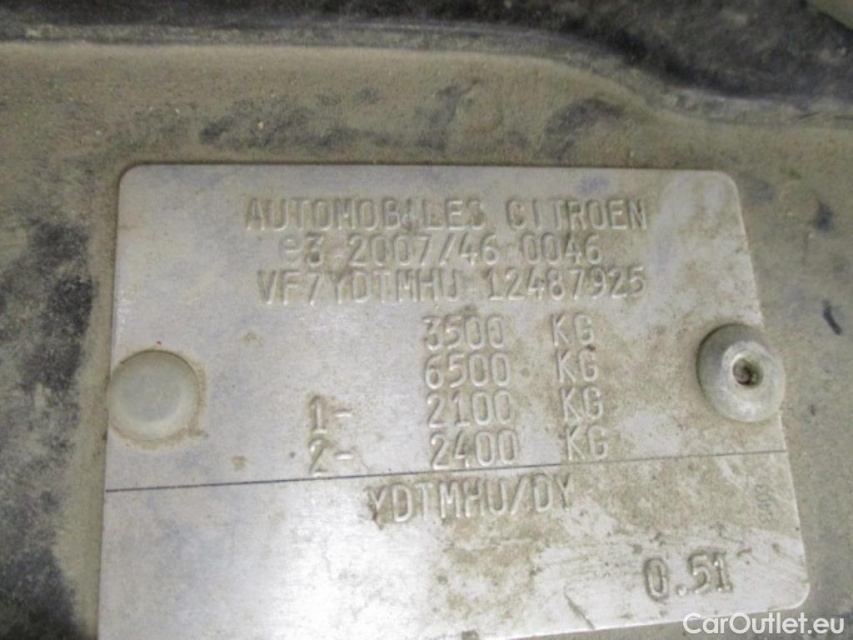 AUTOMOBILES CITROEN
e3 2007/46 0046
VF7YDTMHU 12487925
3500 KG
6500 KG
1- 2100 KG
2- 2400 KG
YDTMHU/DY
0.51
CarOutlet.eu